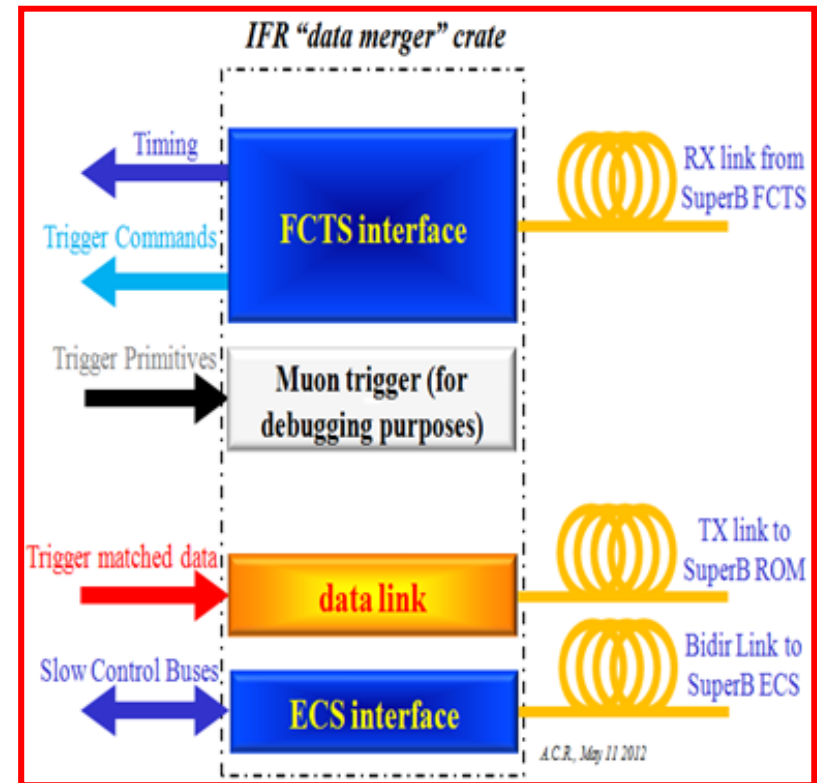 IFR “data merger” crate
Timing
Trigger Commands
FCTS interface
RX link from
SuperB FCTS
Trigger Primitives
Muon trigger (for
debugging purposes)
Trigger matched data
data link
TX link to
SuperB ROM
Slow Control Buses
ECS interface
Bidir Link to
SuperB ECS
A.C.R., May 11 2012